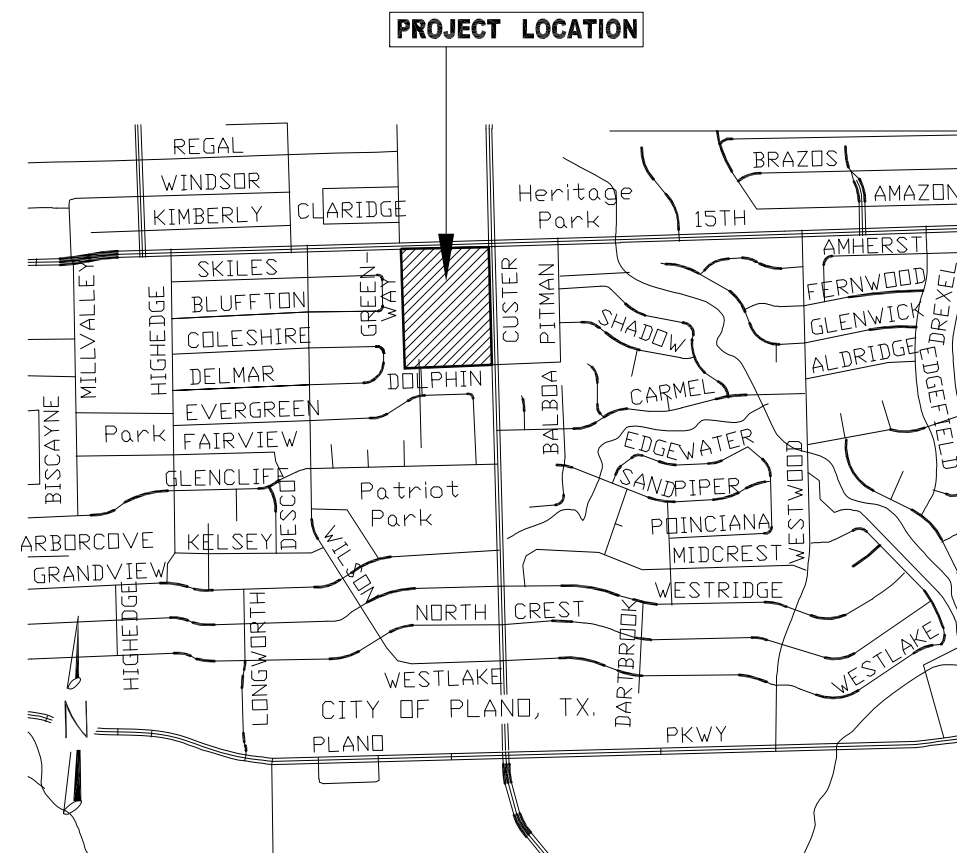 PROJECT LOCATION
REGAL
BRAZOS
WINDSOR
AMAZON
Heritage
Park
KIMBERLY
CLARIDGE
15TH
AMHERST
SKILES
GREEN-
WAY
CUSTER
PITMAN
MILLVALLEY
HIGHEDGE
BLUFFTON
FERNWOOD
DREXEL
COLESHIRE
SHADOW
GLENWICK
ALDRIDGE
DELMAR
DOLPHIN
CARMEL
EDGEFIELD
EVERGREEN
BALBOA
BISCAYNE
Park
FAIRVIEW
EDGEWATER
WESTWOOD
GLENCLIFF
DESCO
Patriot
Park
SANDPIPER
POINCIANA
ARBORCOVE
KELSEY
WILSON
MIDCREST
GRANDVIEW
WESTRIDGE
HIGHEDGE
LONGWORTH
NORTH CREST
DARTBROOK
WESTLAKE
WESTLAKE
CITY OF PLANO, TX.
N
PLANO
PKWY